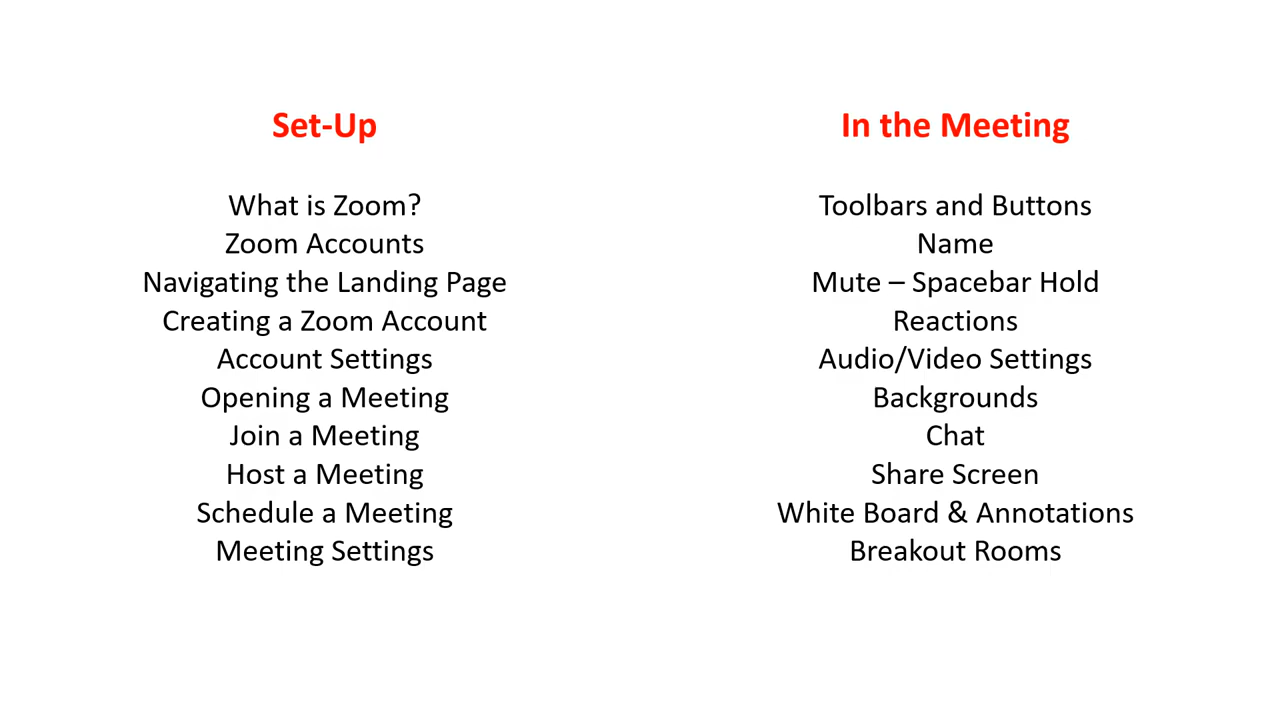 Set-Up
What is Zoom?
Zoom Accounts
Navigating the Landing Page
Creating a Zoom Account
Account Settings
Opening a Meeting
Join a Meeting
Host a Meeting
Schedule a Meeting
Meeting Settings
In the Meeting
Toolbars and Buttons
Name
Mute – Spacebar Hold
Reactions
Audio/Video Settings
Backgrounds
Chat
Share Screen
White Board & Annotations
Breakout Rooms